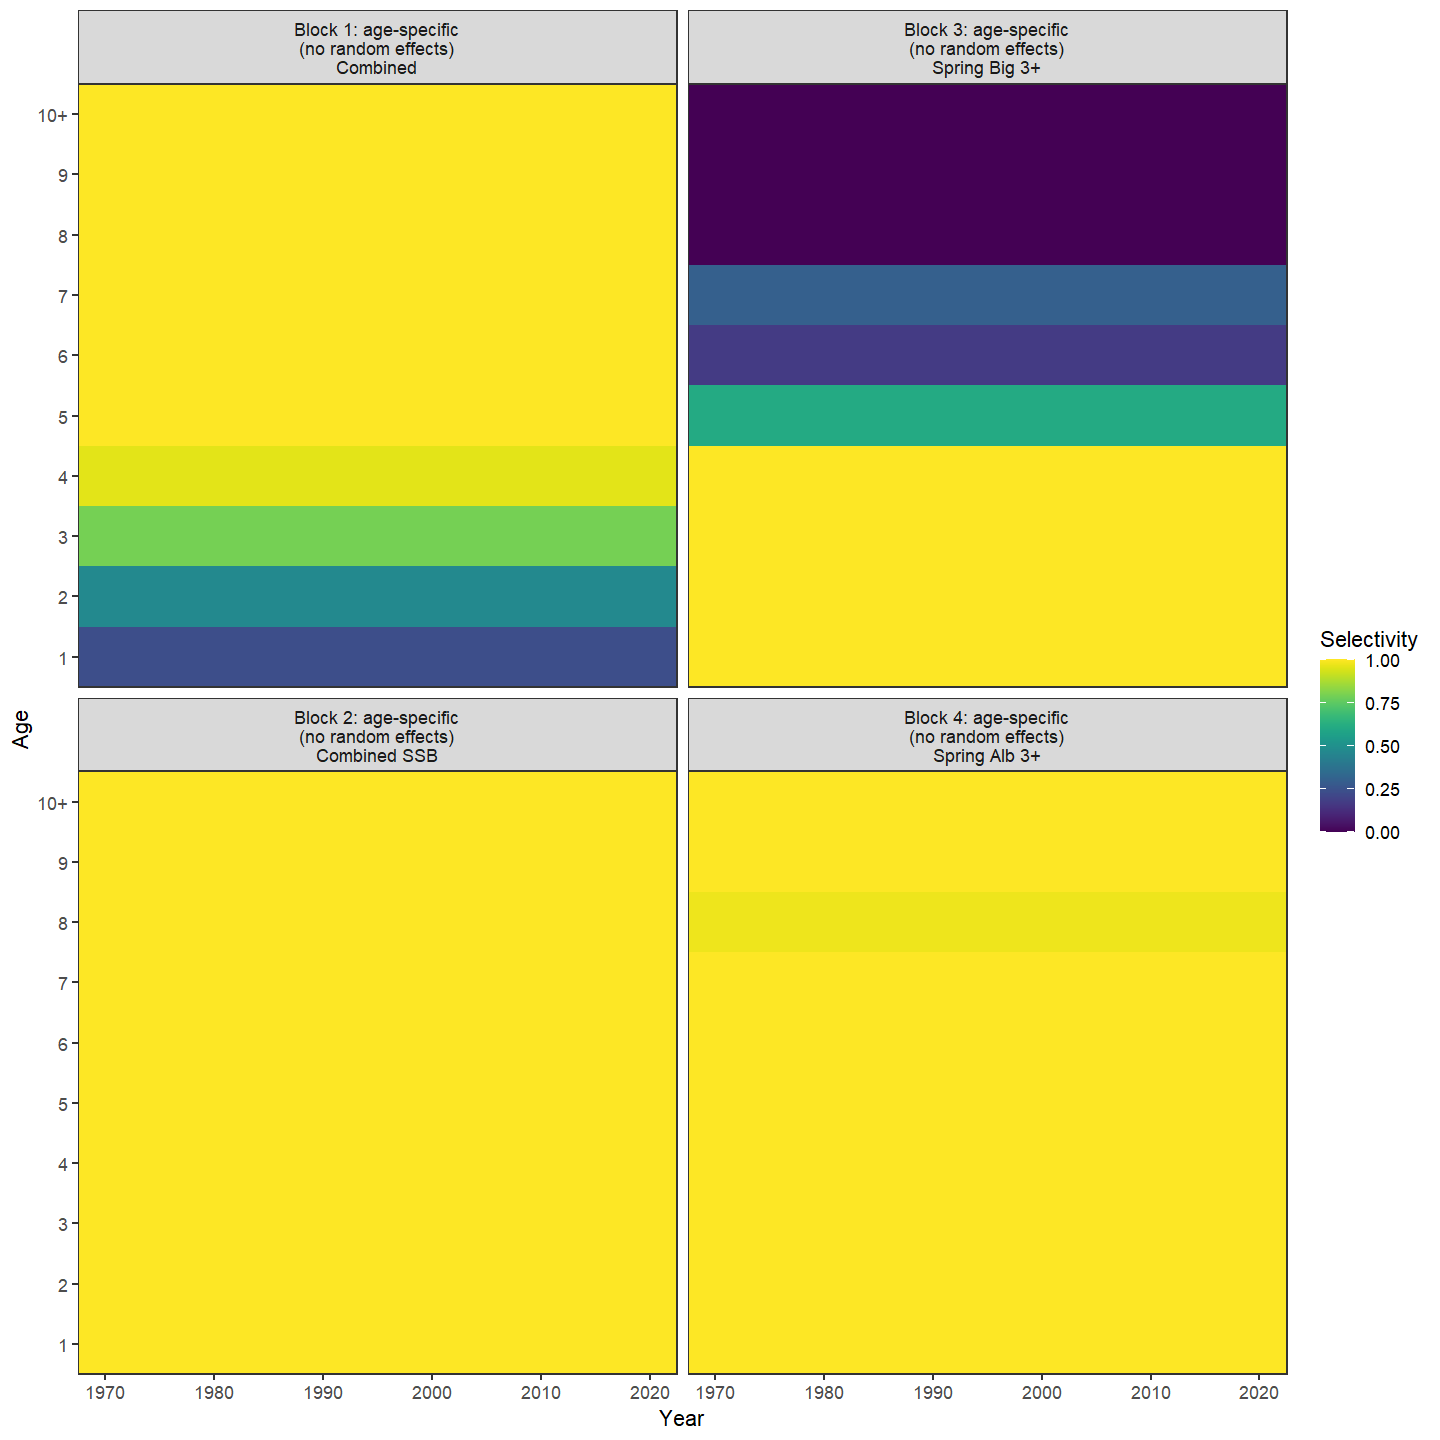 Block 1: age-specific
(no random effects)
Combined
Block 3: age-specific
(no random effects)
Spring Big 3+
10+
9
8
7
6
5
4
3
2
1
Block 2: age-specific
(no random effects)
Combined SSB
Block 4: age-specific
(no random effects)
Spring Alb 3+
10+
9
8
7
6
5
4
3
2
1
Age
1970 1980 1990 2000 2010 2020 1970 1980 1990 2000 2010 2020
Year
Selectivity
1.00
0.75
0.50
0.25
0.00